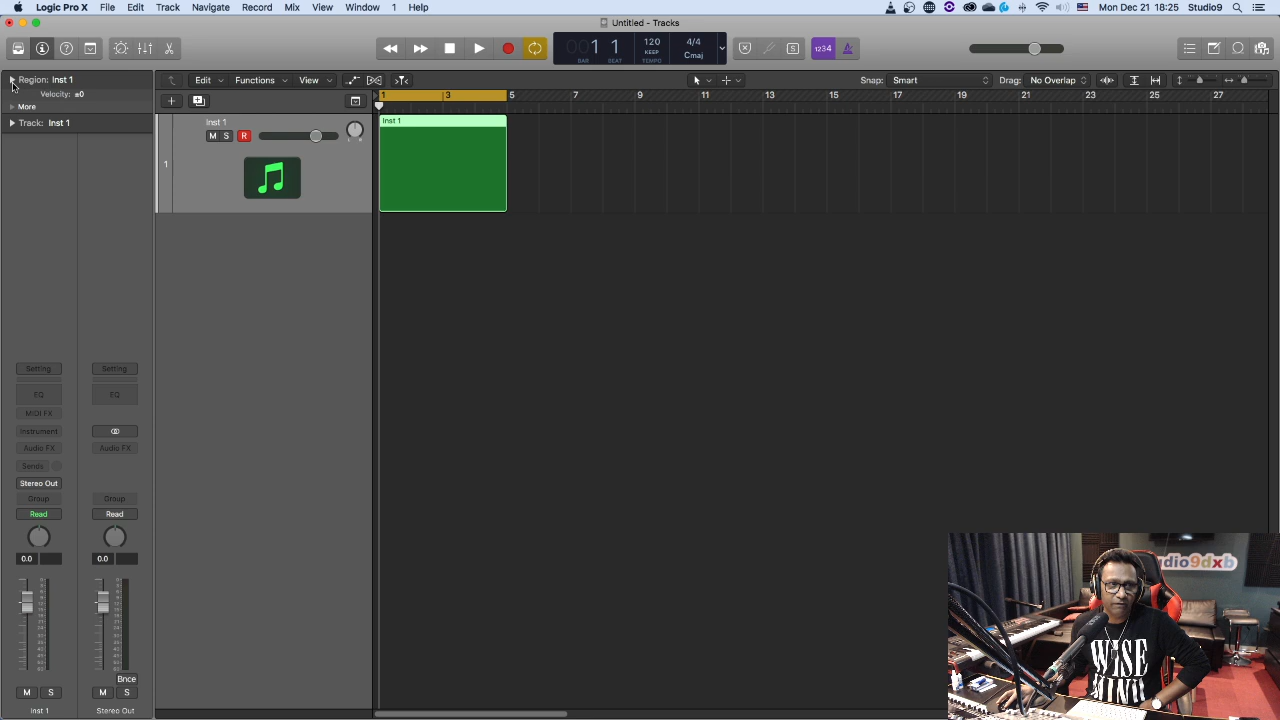 Logic Pro X File Edit Track Navigate Record Mix View Window 1 Help
Mon Dec 21 18:25 Studio9
Untitled - Tracks
001 1
BAR BEAT
120
KEEP
TEMPO
4/4
Cmaj
S
1234
Region: Inst 1
Velocity: ±0
More
Track: Inst 1
Edit Functions View
Snap: Smart
Drag: No Overlap
1 3 5 7 9 11 13 15 17 19 21 23 25 27
1
Inst 1
M S R
Inst 1
Setting Setting
EQ EQ
MIDI FX
Instrument
Audio FX Audio FX
Sends
Stereo Out
Group Group
Read Read
0.0 0.0
Bnce
M S M S
Inst 1 Stereo Out
udio9dxb
WISE